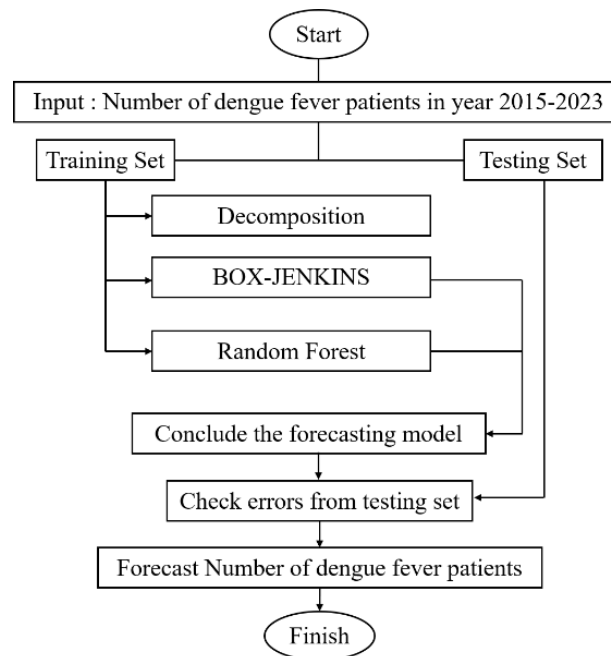 Start
Input : Number of dengue fever patients in year 2015-2023
Training Set
Testing Set
Decomposition
BOX-JENKINS
Random Forest
Conclude the forecasting model
Check errors from testing set
Forecast Number of dengue fever patients
Finish